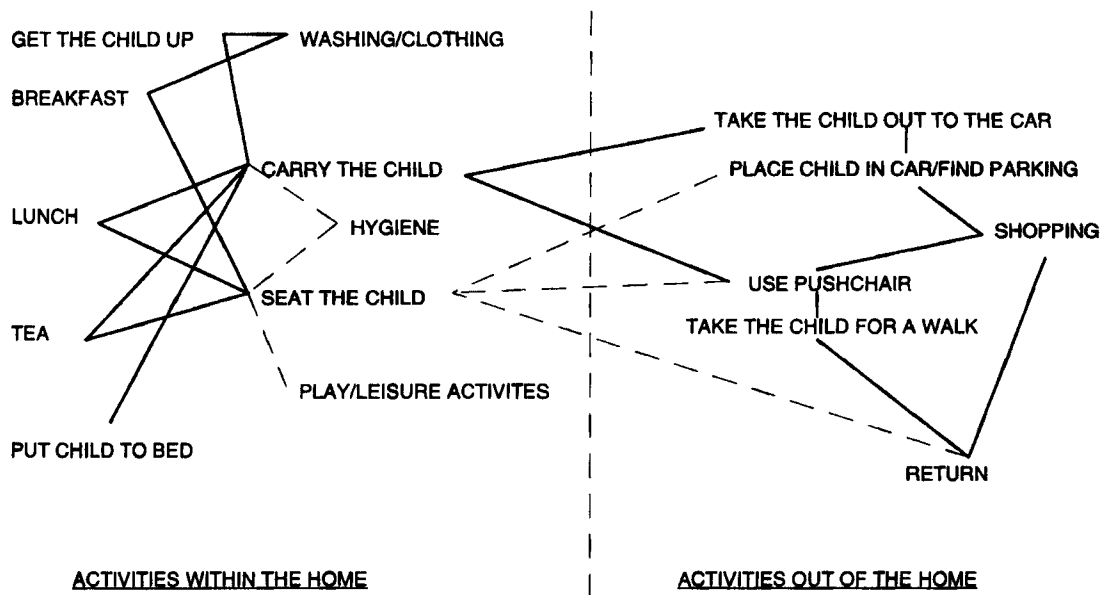 GET THE CHILD UP
WASHING/CLOTHING
BREAKFAST
TAKE THE CHILD OUT TO THE CAR
CARRY THE CHILD
PLACE CHILD IN CAR/FIND PARKING
LUNCH
HYGIENE
SHOPPING
SEAT THE CHILD
USE PUSHCHAIR
TEA
TAKE THE CHILD FOR A WALK
PLAY/LEISURE ACTIVITES
PUT CHILD TO BED
RETURN
ACTIVITIES WITHIN THE HOME
ACTIVITIES OUT OF THE HOME